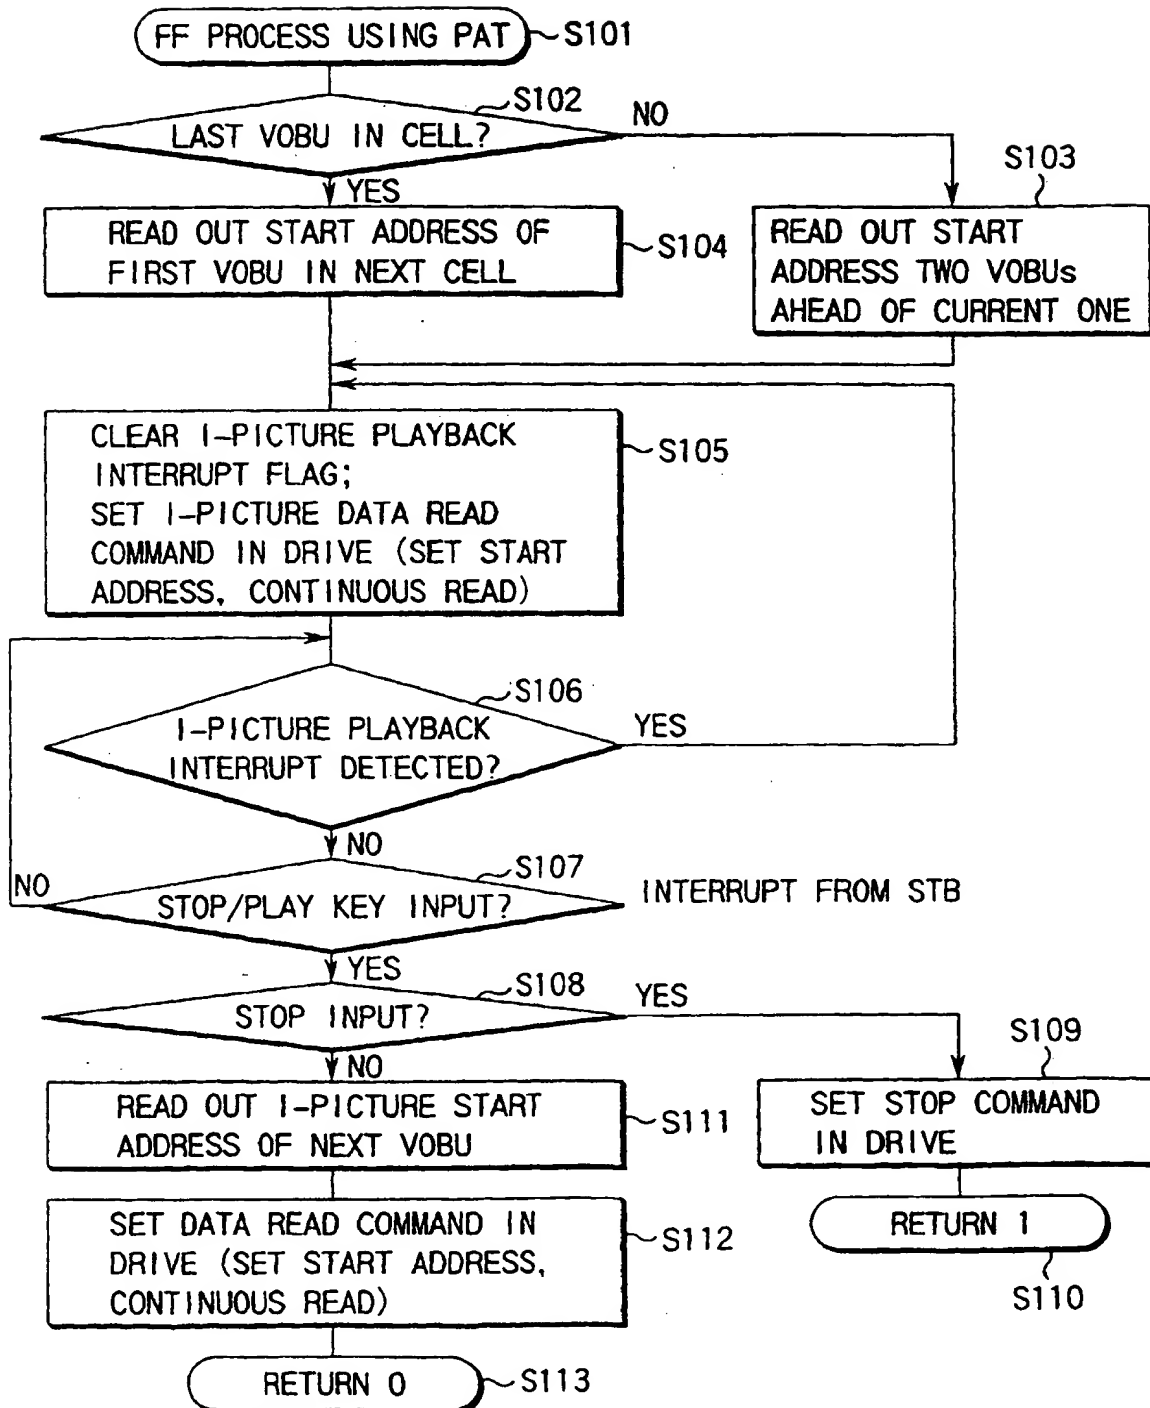 FF PROCESS USING PAT
S101
S102
LAST VOBU IN CELL?
NO
S103
YES
READ OUT START ADDRESS OF
FIRST VOBU IN NEXT CELL
S104
READ OUT START
ADDRESS TWO VOBUs
AHEAD OF CURRENT ONE
CLEAR I-PICTURE PLAYBACK
INTERRUPT FLAG;
SET I-PICTURE DATA READ
COMMAND IN DRIVE (SET START
ADDRESS, CONTINUOUS READ)
S105
S106
I-PICTURE PLAYBACK
INTERRUPT DETECTED?
YES
NO
S107
NO
STOP/PLAY KEY INPUT?
INTERRUPT FROM STB
YES
S108
STOP INPUT?
YES
S109
NO
READ OUT I-PICTURE START
ADDRESS OF NEXT VOBU
S111
SET STOP COMMAND
IN DRIVE
SET DATA READ COMMAND IN
DRIVE (SET START ADDRESS,
CONTINUOUS READ)
S112
RETURN 1
S110
RETURN 0
S113